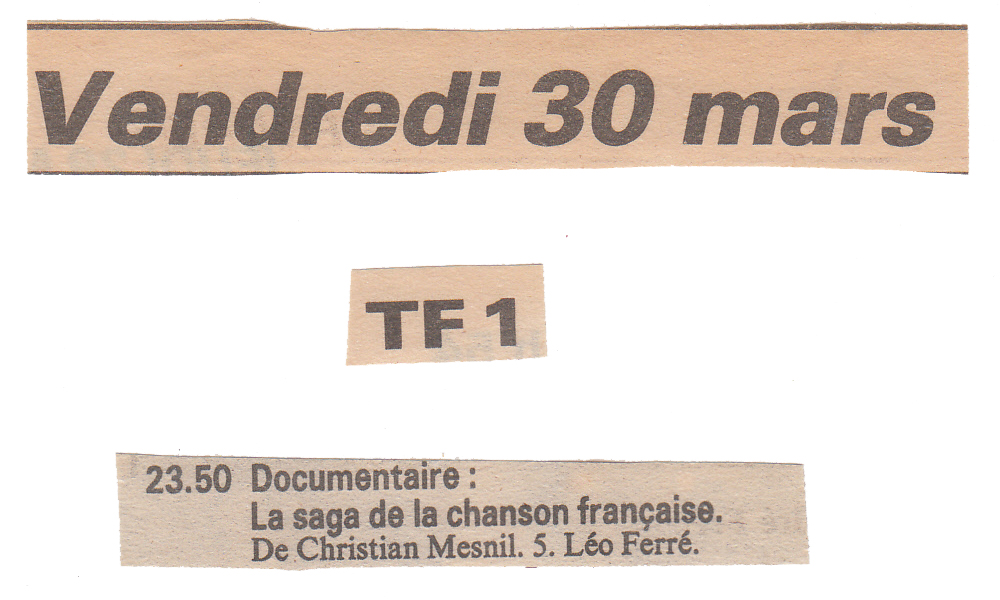 Vendredi 30 mars
TF 1
23.50 Documentaire :
La saga de la chanson française.
De Christian Mesnil. 5. Léo Ferré.